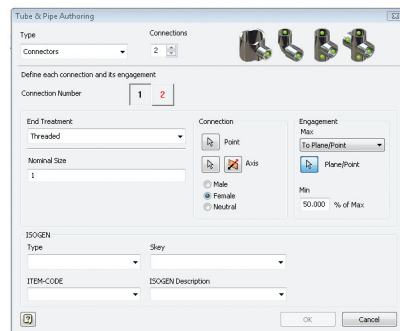 Tube & Pipe Authoring
Type
Connections
Connectors
2
Define each connection and its engagement
Connection Number
1
2
End Treatment
Threaded
Nominal Size
1
Connection
Point
Axis
Male
Female
Neutral
Engagement
Max
To Plane/Point
Plane/Point
Min
50.000 % of Max
ISOGEN
Type
Skey
ITEM-CODE
ISOGEN Description
?
OK
Cancel